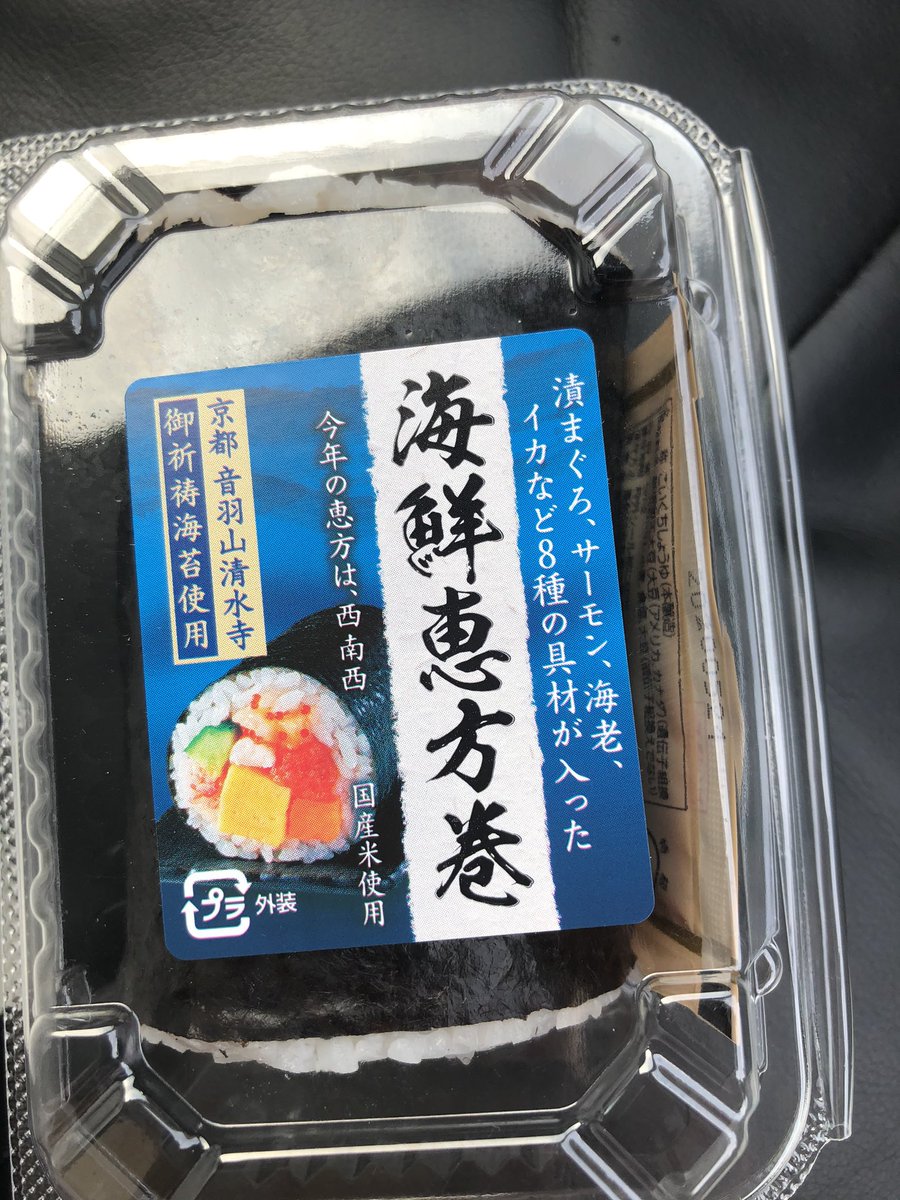 漬まぐろ、サーモン、海老、
イカなど8種の具材が入った
海鮮恵方巻
今年の恵方は、西南西
国産米使用
京都 音羽山清水寺
御祈祷海苔使用
プラ 外装